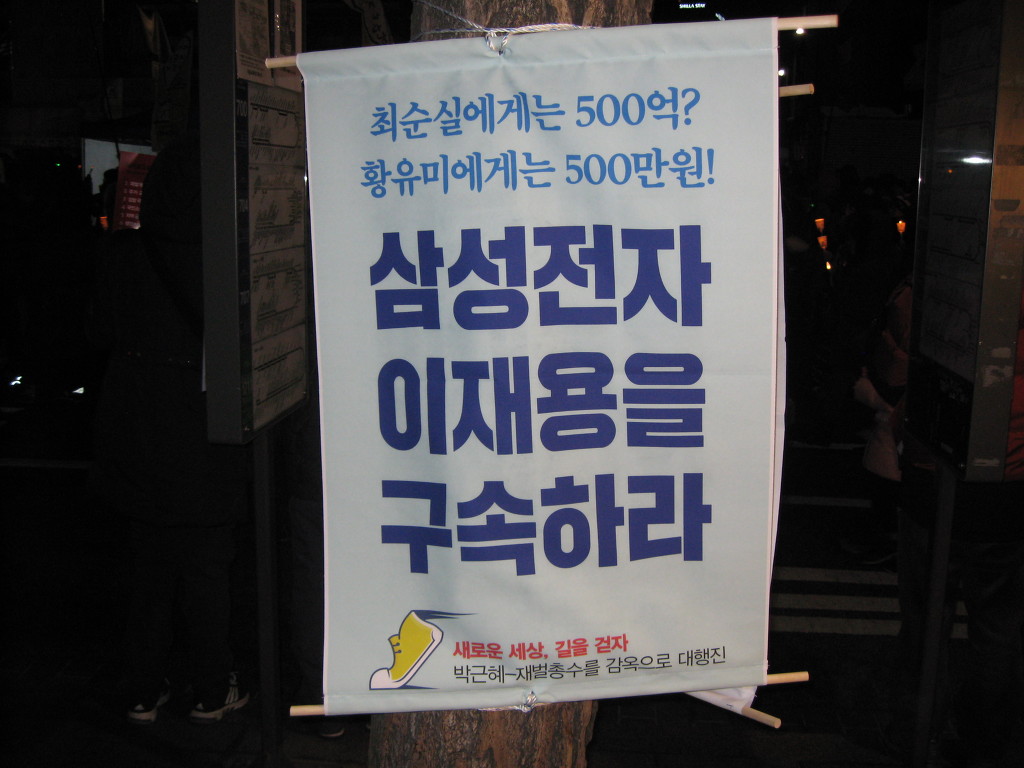 SHILLA STAY
최순실에게는 500억?
황유미에게는 500만원!
삼성전자
이재용을
구속하라
새로운 세상, 길을 걷자
박근혜-재벌총수를 감옥으로 대행진